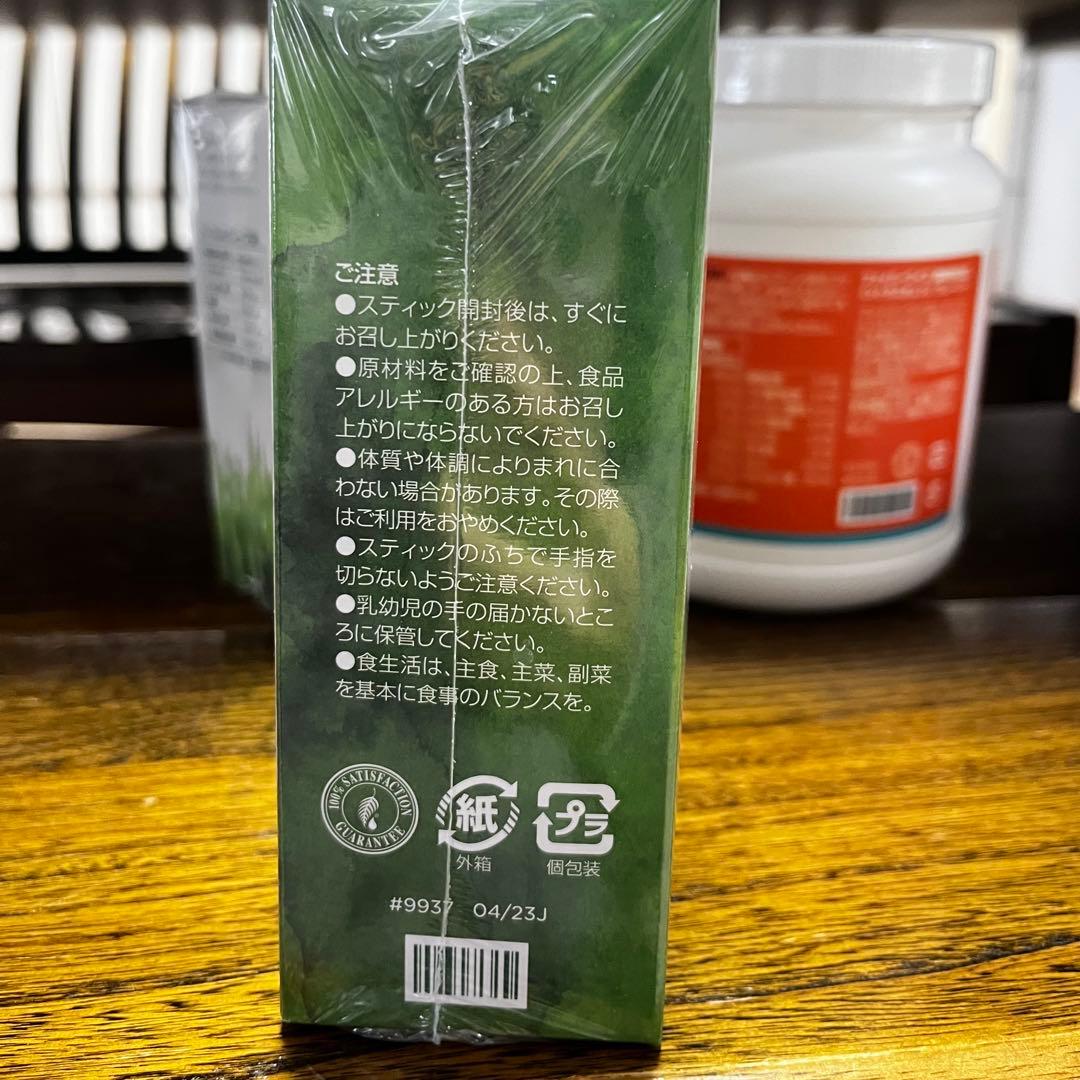 ご注意
●スティック開封後は、すぐに
お召し上がりください。
●原材料をご確認の上、食品
アレルギーのある方はお召し
上がりにならないでください。
●体質や体調によりまれに合
わない場合があります。その際
はご利用をおやめください。
●スティックのふちで手指を
切らないようご注意ください。
●乳幼児の手の届かないとこ
ろに保管してください。
●食生活は、主食、主菜、副菜
を基本に食事のバランスを。
100% SATISFACTION
GUARANTEE
紙
外箱
プラ
個包装
#9937 04/23J